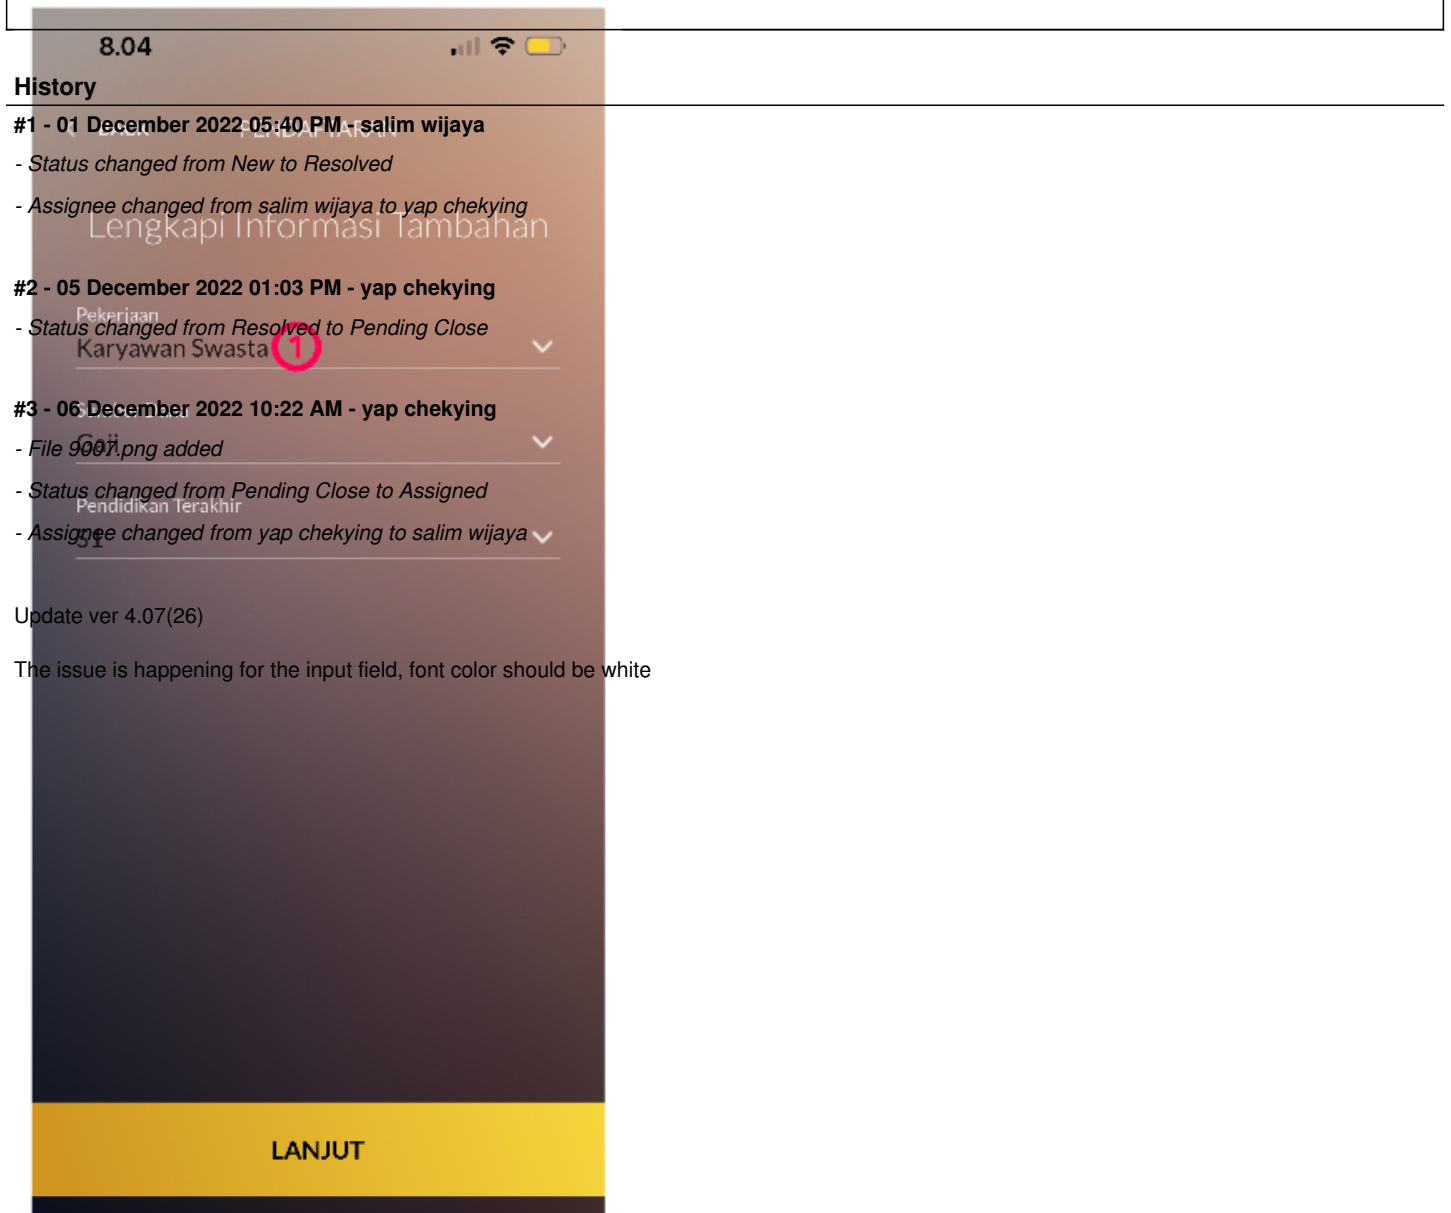 8.04
History
#1 - 01 December 2022 05:40 PM - salim wijaya
BACK PENDAFTARAN
- Status changed from New to Resolved
- Assignee changed from salim wijaya to yap chekying
Lengkapi Informasi Tambahan
#2 - 05 December 2022 01:03 PM - yap chekying
Pekerjaan
- Status changed from Resolved to Pending Close
Karyawan Swasta 1
#3 - 06 December 2022 10:22 AM - yap chekying
- File 9007.png added
Gaji
- Status changed from Pending Close to Assigned
Pendidikan Terakhir
- Assignee changed from yap chekying to salim wijaya
S1
Update ver 4.07(26)
The issue is happening for the input field, font color should be white
LANJUT